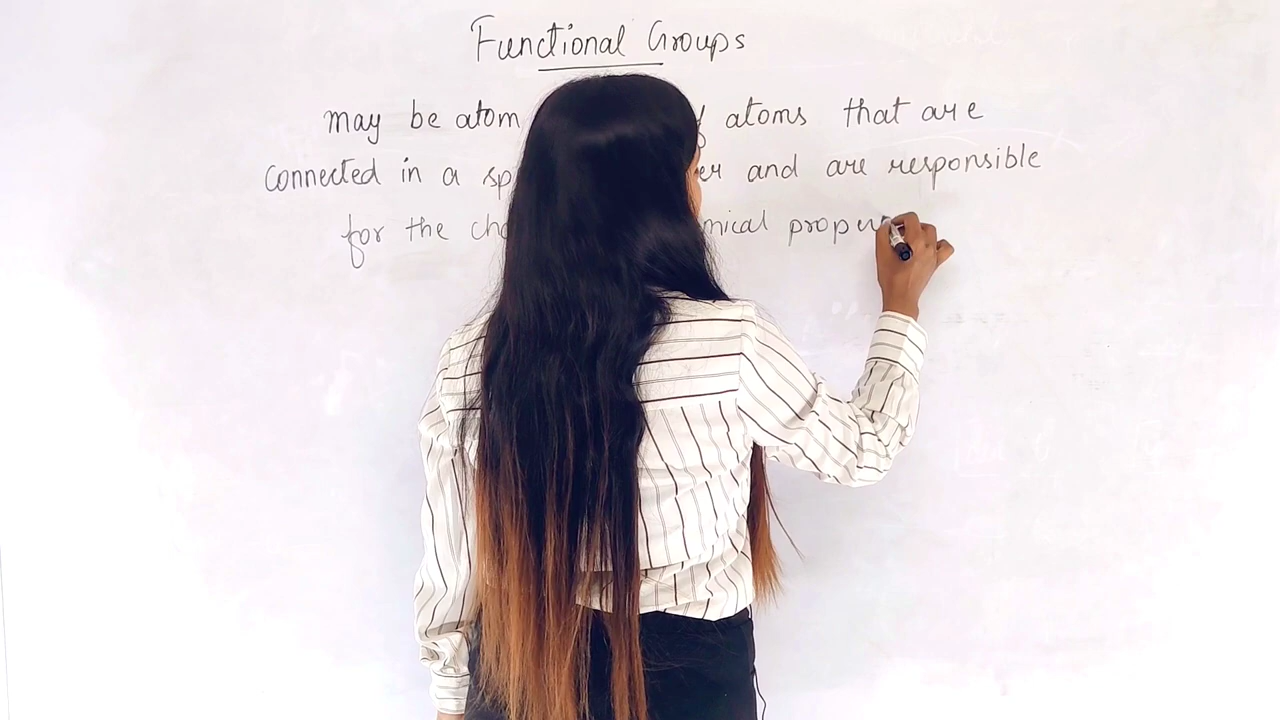 Functional Groups
may be atom atoms that are
connected in a sp er and are responsible
for the cha mical proper